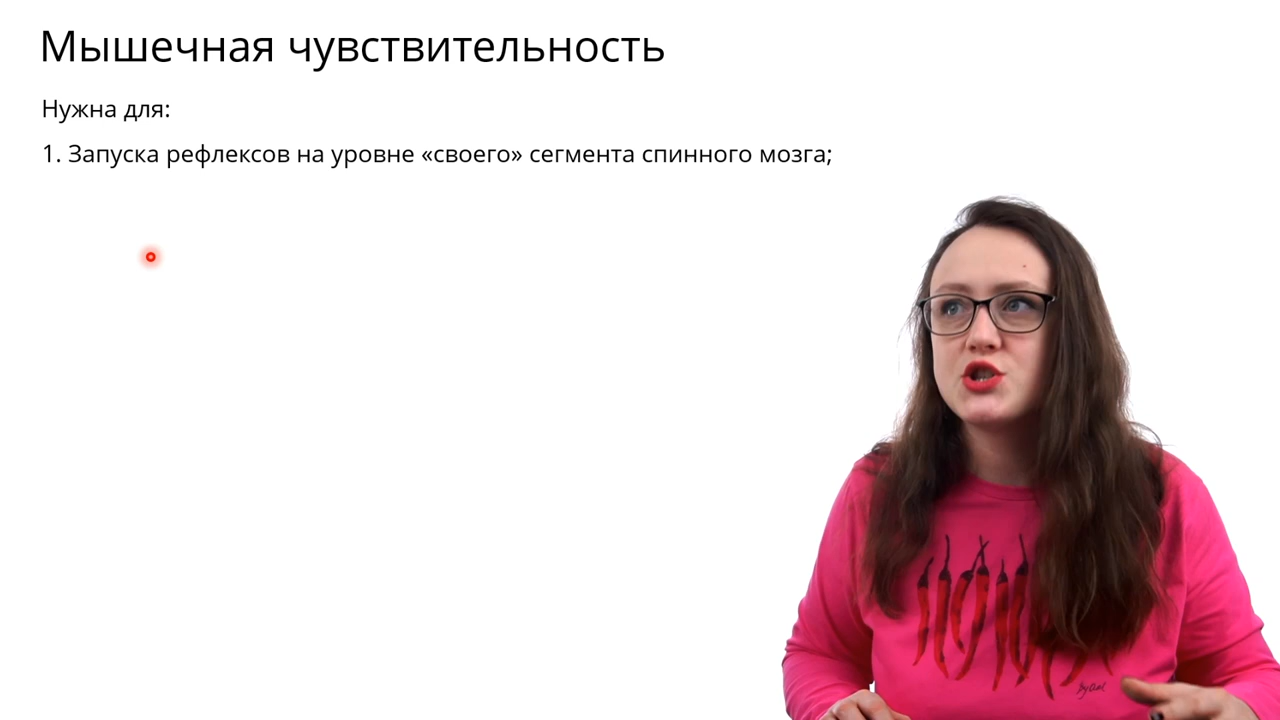 Мышечная чувствительность
Нужна для:
1. Запуска рефлексов на уровне «своего» сегмента спинного мозга;